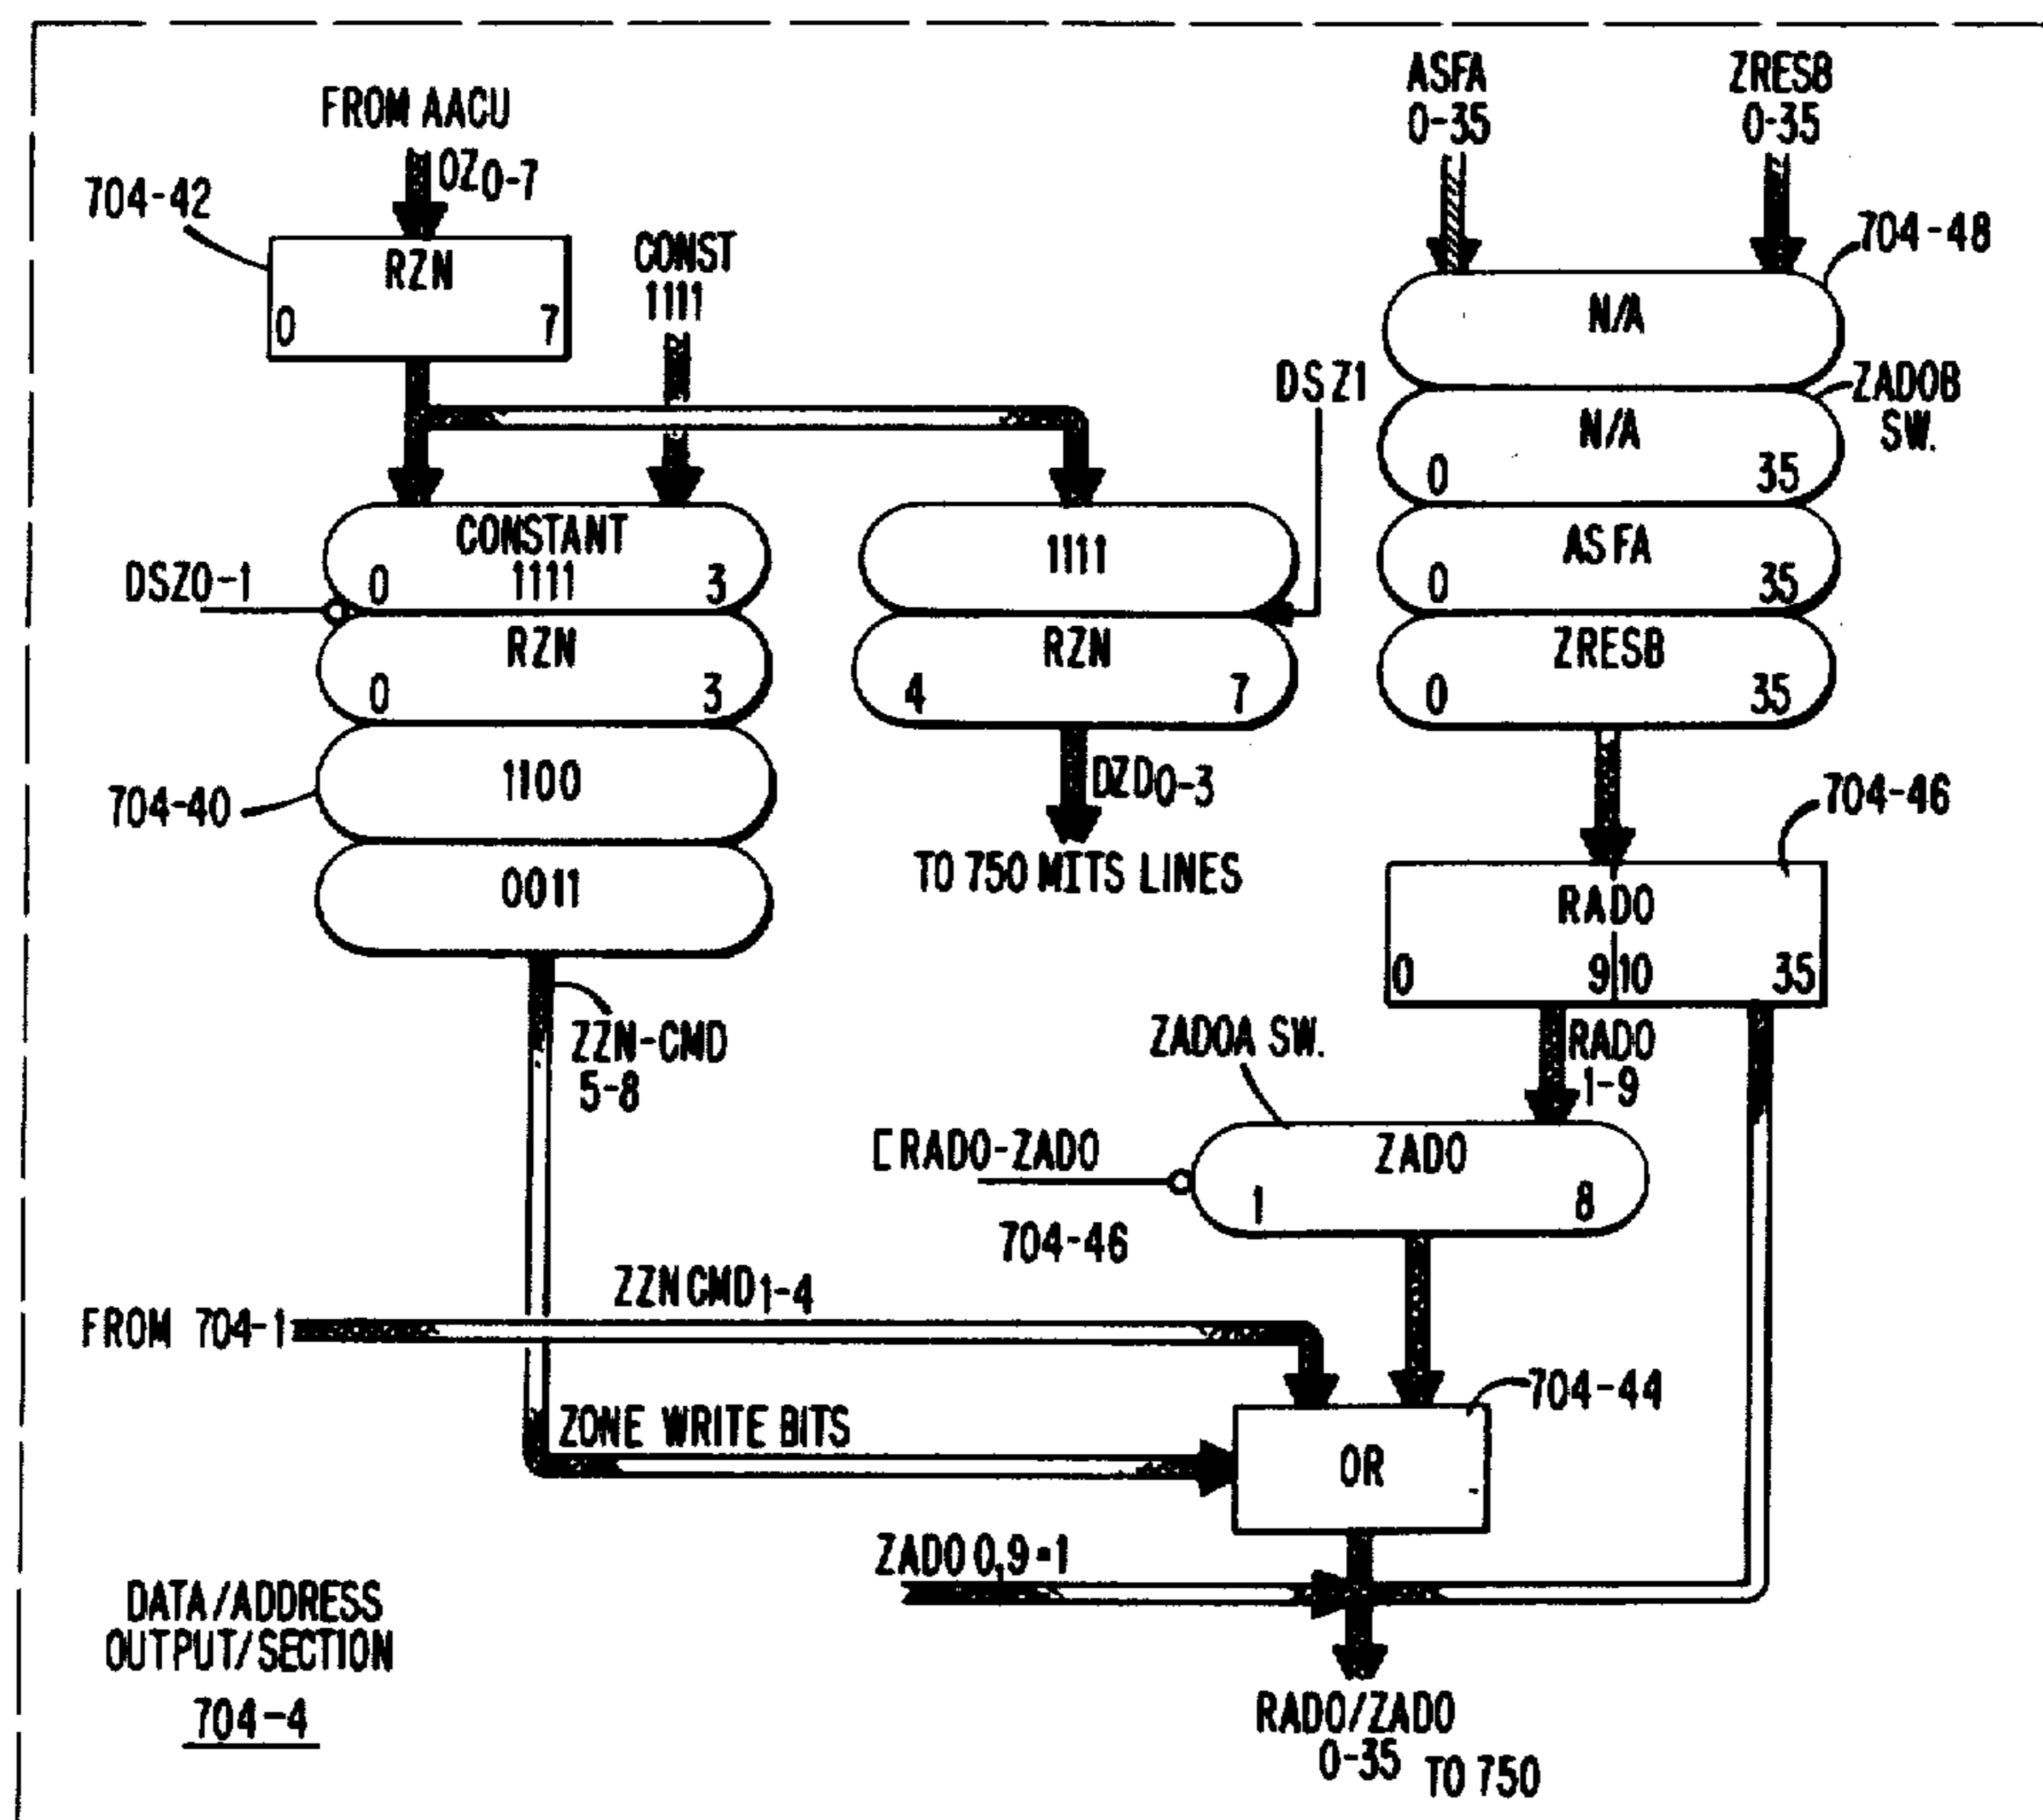 FROM AACU
OZ0-7
704-42
RZN
0 7
CONST
1111
ASFA
0-35
ZRESB
0-35
704-48
N/A
ZADOB
SW.
N/A
0 35
ASFA
0 35
ZRESB
0 35
DSZ1
DSZ0-1
CONSTANT
0 1111 3
RZN
0 3
1100
704-40
0011
1111
RZN
4 7
DZD0-3
TO 750 MITS LINES
704-46
RADO
0 9 10 35
ZZN-CMD
5-8
RADO
1-9
ZADOA SW.
[RADO-ZADO
ZADO
1 8
704-46
ZZNCMD1-4
FROM 704-1
704-44
ZONE WRITE BITS
OR
ZADO 0,9=1
DATA/ADDRESS
OUTPUT/SECTION
704-4
RADO/ZADO
0-35 TO 750